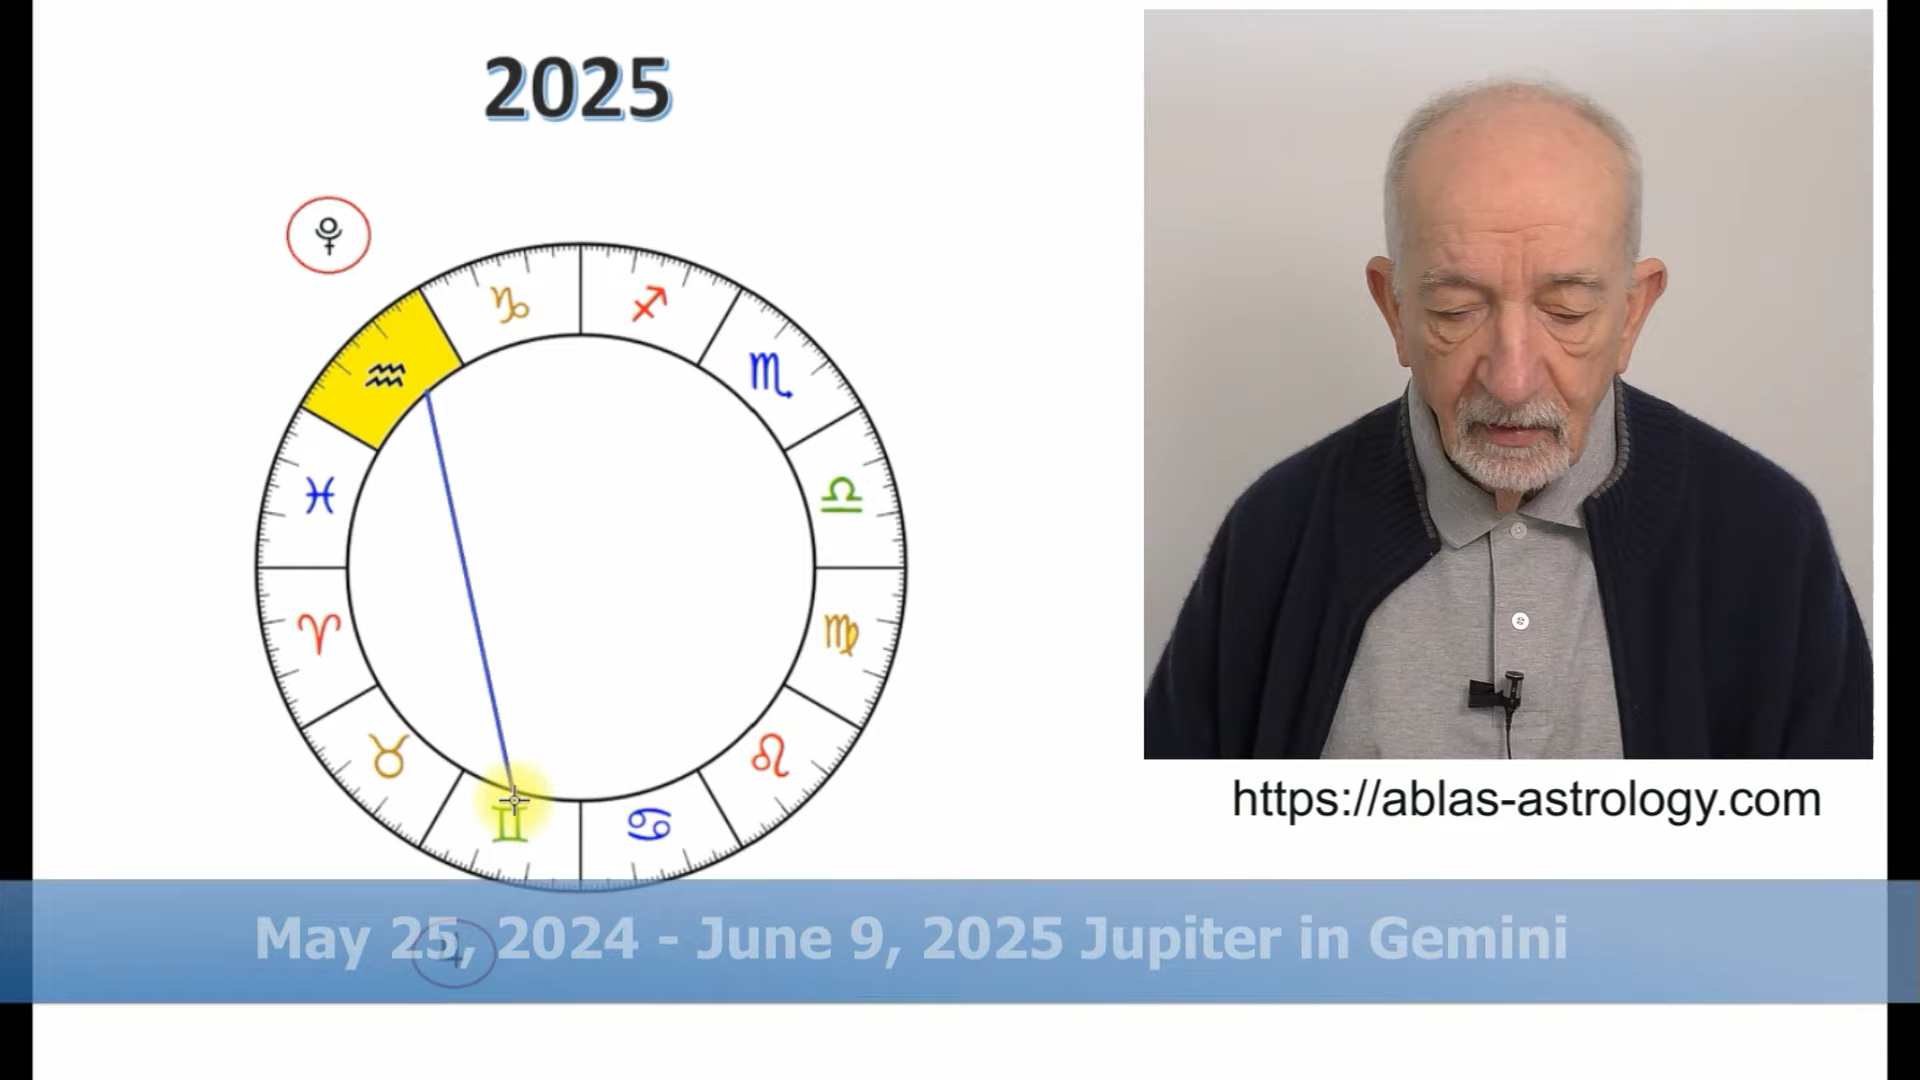 2025
https://ablas-astrology.com
May 25, 2024 - June 9, 2025 Jupiter in Gemini